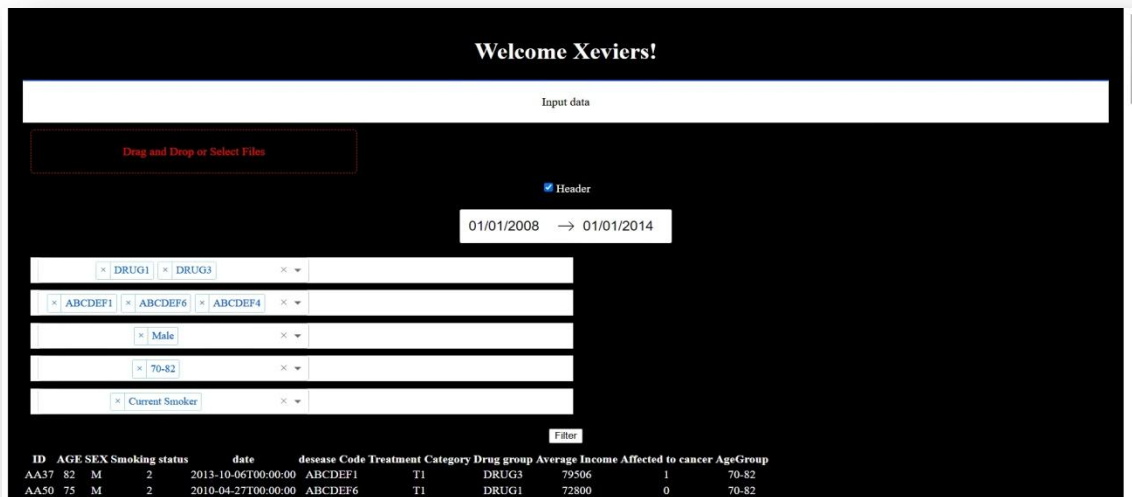 Welcome Xeviers!
Input data
Drag and Drop or Select Files
Header
01/01/2008 → 01/01/2014
× DRUG1 × DRUG3 ×
× ABCDEF1 × ABCDEF6 × ABCDEF4 ×
× Male ×
× 70-82 ×
× Current Smoker ×
Filter
ID AGE SEX Smoking status date desease Code Treatment Category Drug group Average Income Affected to cancer AgeGroup
AA37 82 M 2 2013-10-06T00:00:00 ABCDEF1 T1 DRUG3 79506 1 70-82
AA50 75 M 2 2010-04-27T00:00:00 ABCDEF6 T1 DRUG1 72800 0 70-82